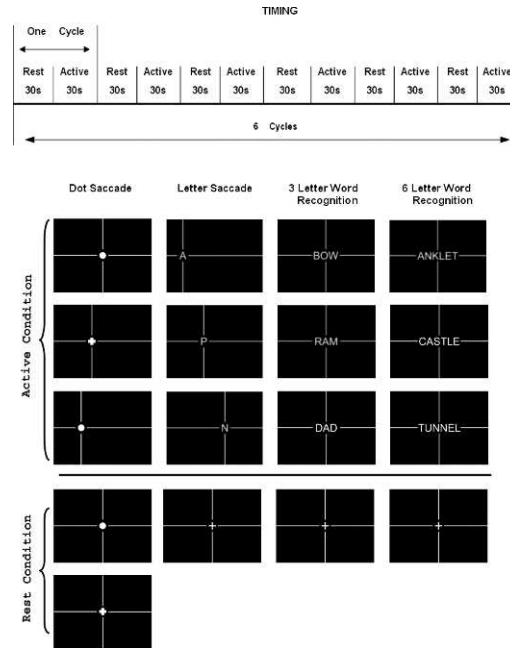 TIMING
One Cycle
Rest Active Rest Active Rest Active Rest Active Rest Active Rest Active
30s 30s 30s 30s 30s 30s 30s 30s 30s 30s 30s 30s
6 Cycles
Dot Saccade Letter Saccade 3 Letter Word Recognition 6 Letter Word Recognition
Active Condition
A BOW ANKLET
P RAM CASTLE
N DAD TUNNEL
Rest Condition